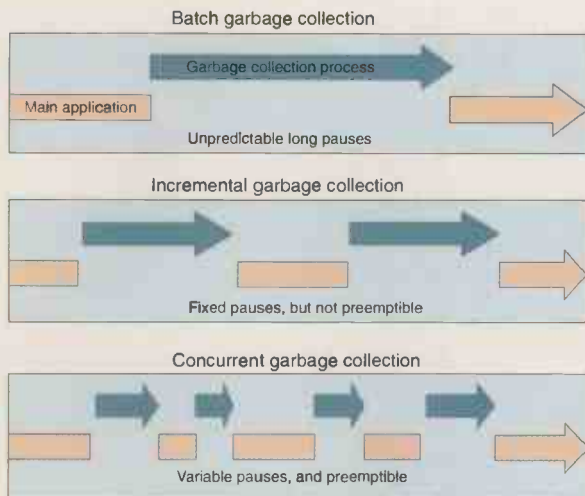 Batch garbage collection
Garbage collection process
Main application
Unpredictable long pauses
Incremental garbage collection
Fixed pauses, but not preemptible
Concurrent garbage collection
Variable pauses, and preemptible